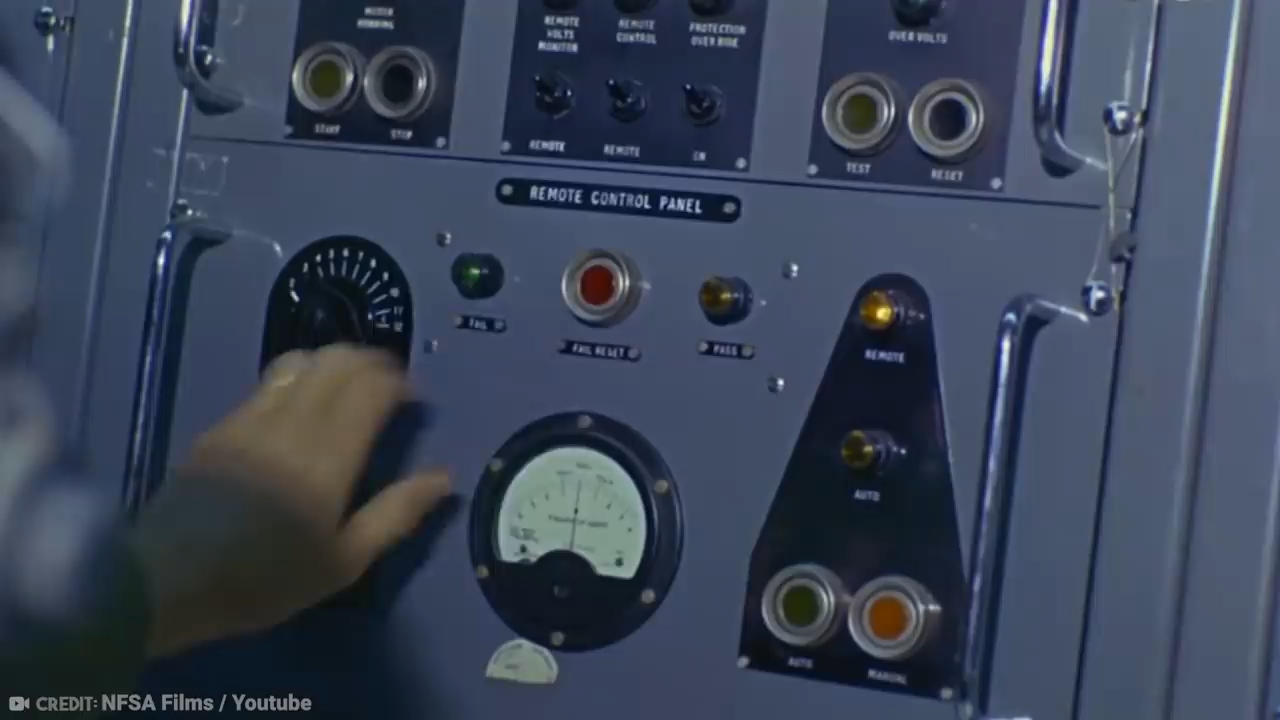 REMOTE
VOLTS
MONITOR
REMOTE
CONTROL
PROTECTION
OVER RIDE
OVER VOLTS
START
STOP
REMOTE
REMOTE
IN
TEST
RESET
REMOTE CONTROL PANEL
FAIL
FAIL RESET
PASS
REMOTE
AUTO
AUTO
MANUAL
CREDIT: NFSA Films / Youtube